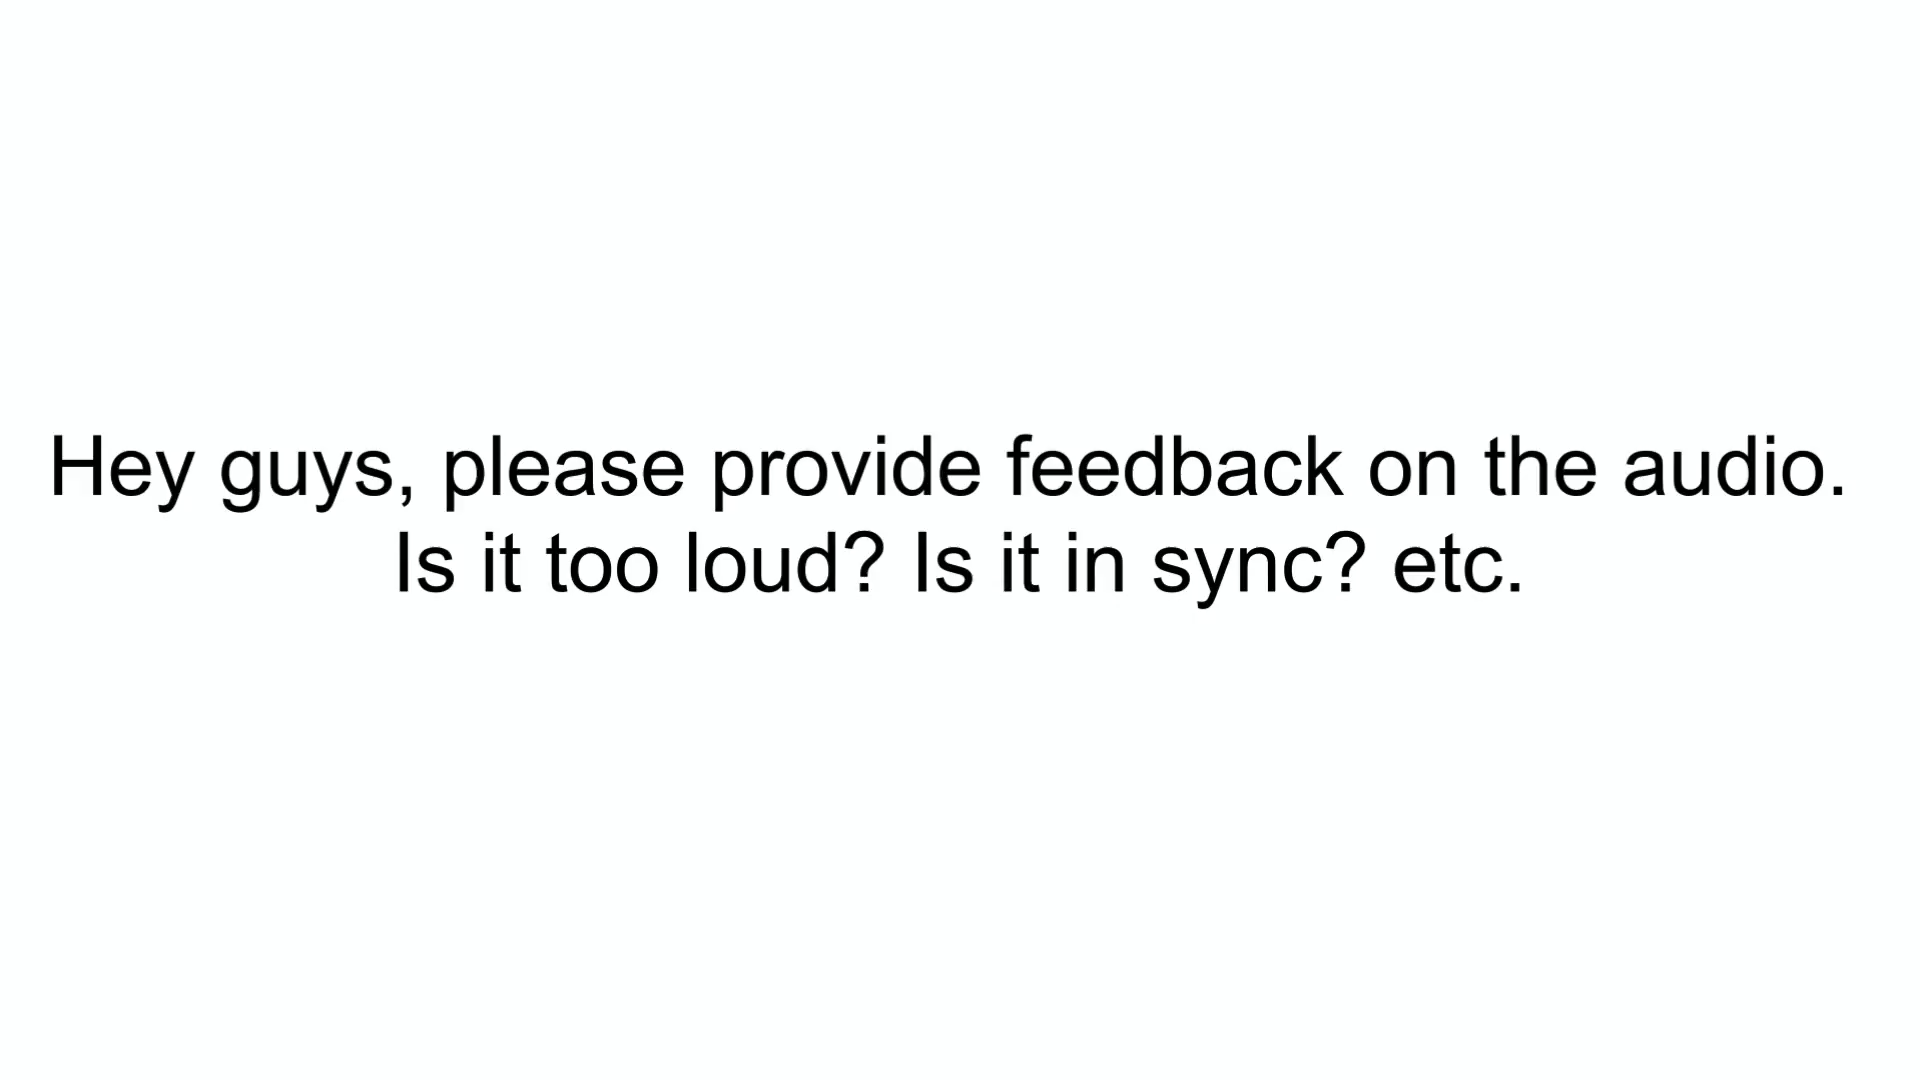 Hey guys, please provide feedback on the audio.
Is it too loud? Is it in sync? etc.